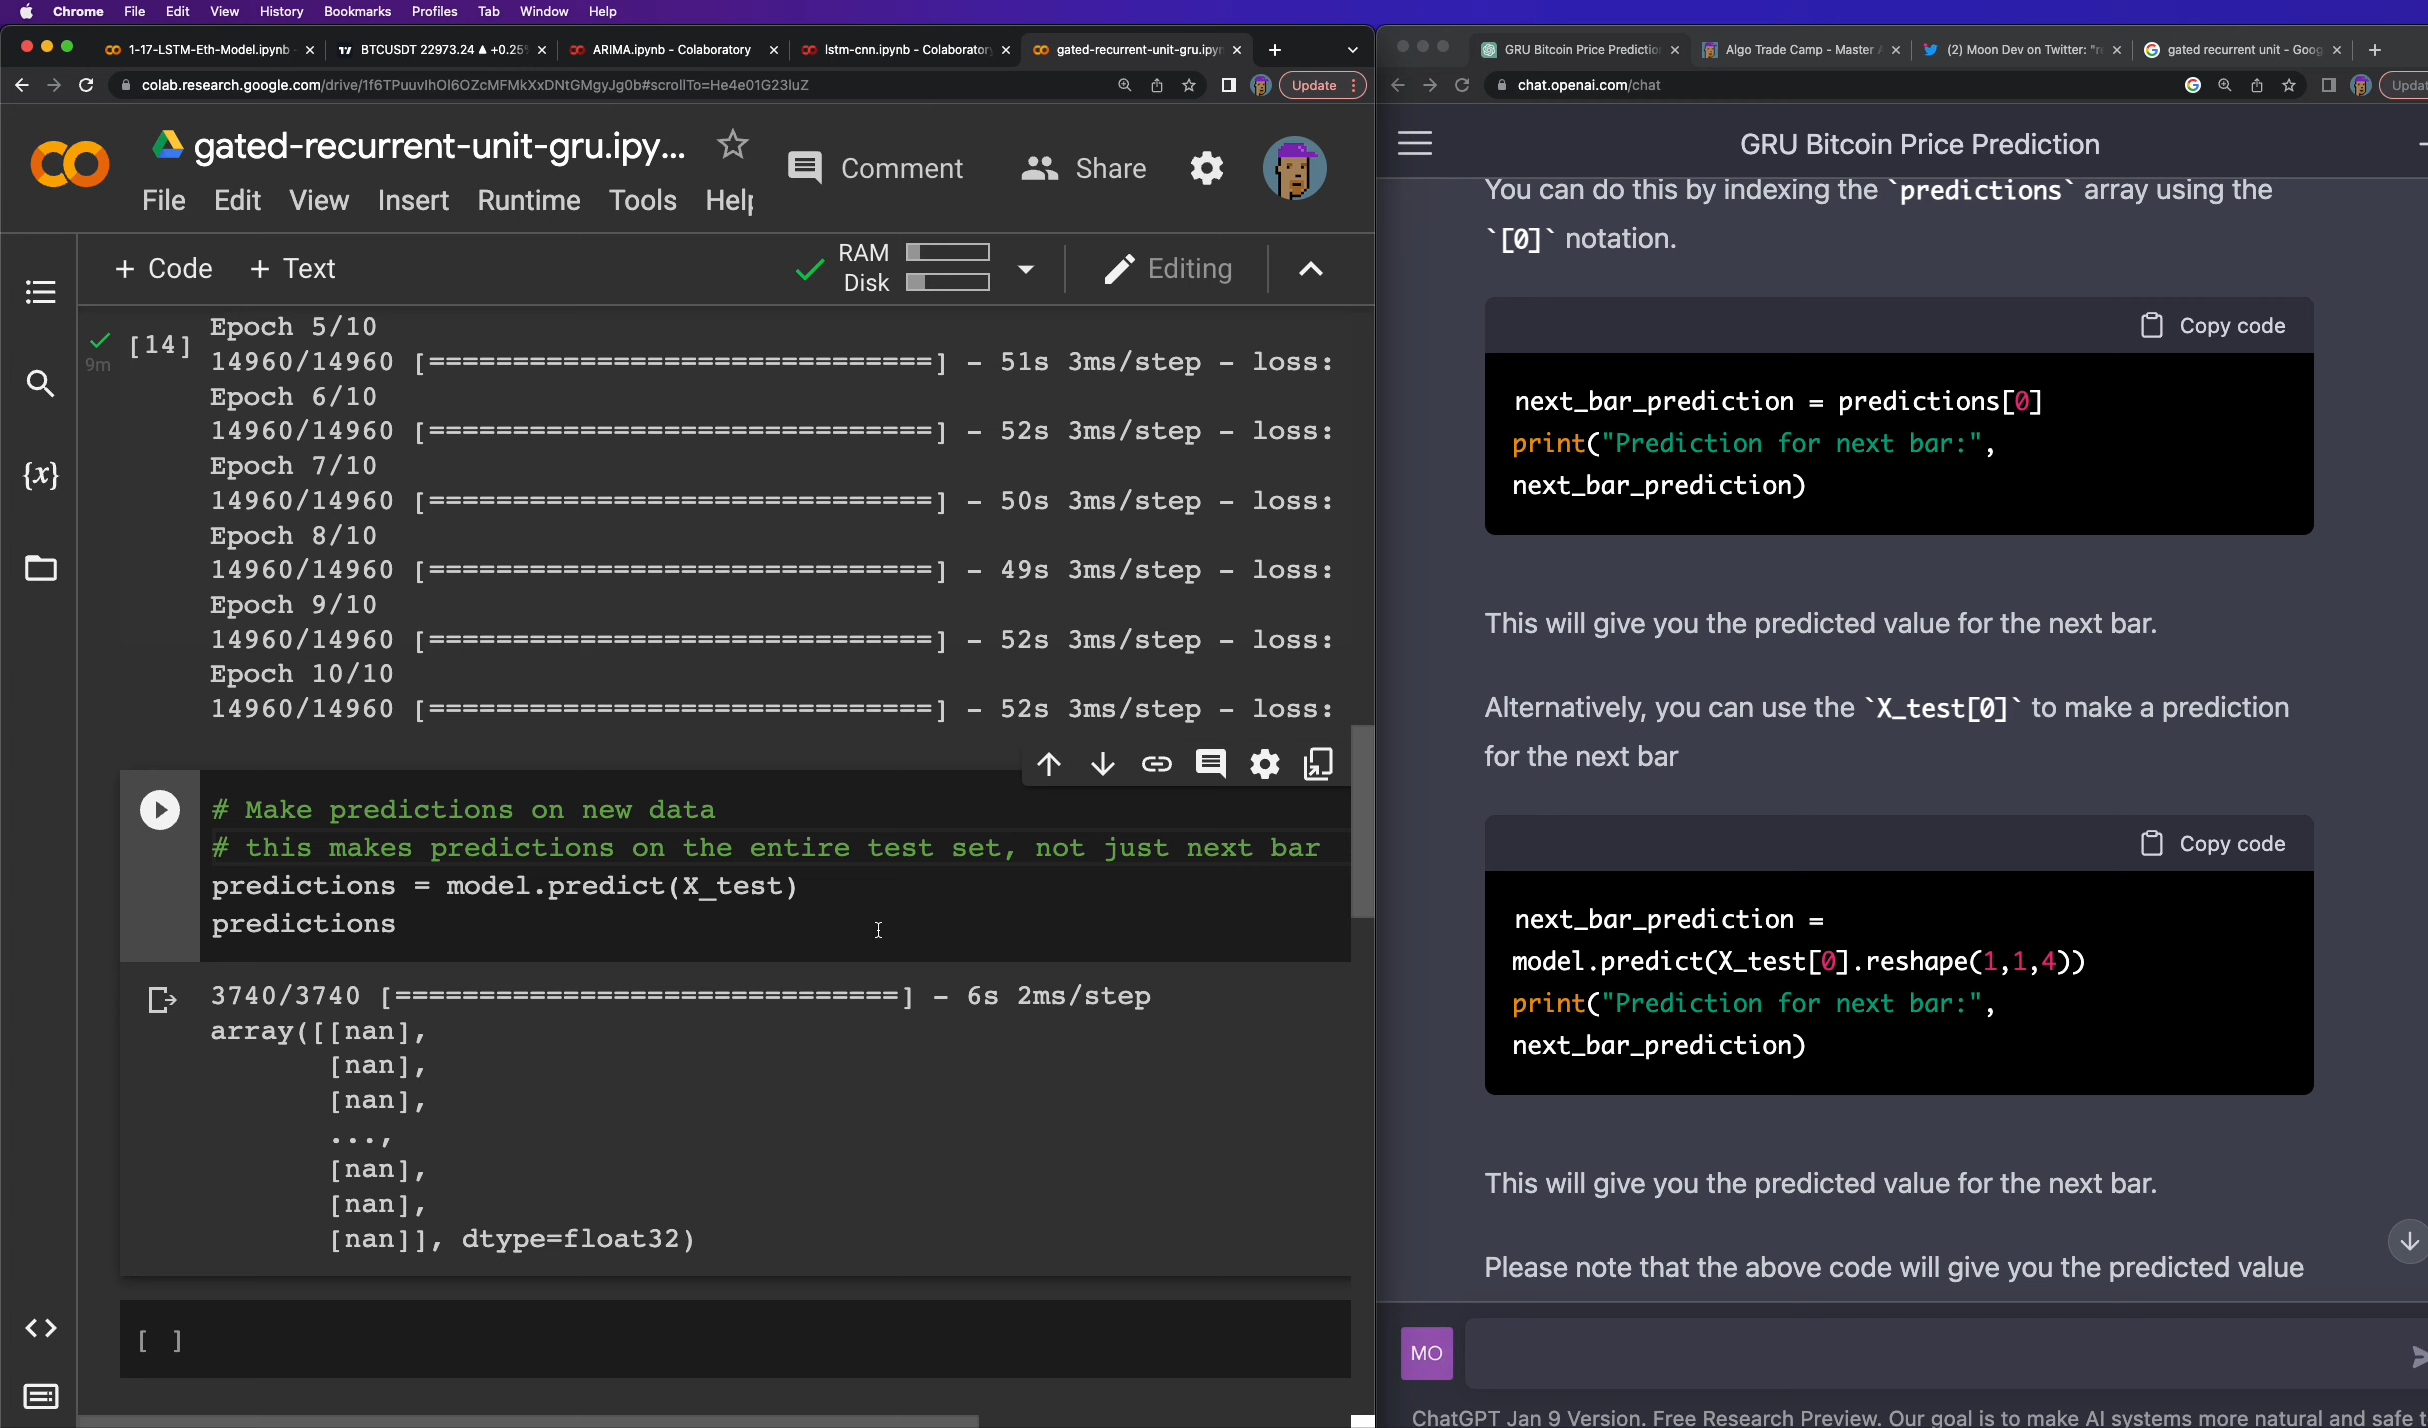 Chrome File Edit View History Bookmarks Profiles Tab Window Help
1-17-LSTM-Eth-Model.ipynb
BTCUSDT 22973.24 ▲ +0.25
ARIMA.ipynb - Colaboratory
lstm-cnn.ipynb - Colaboratory
gated-recurrent-unit-gru.ipyn
colab.research.google.com/drive/1f6TPuuvIhOl6OZcMFMkXxDNtGMgyJg0b#scrollTo=He4e01G23luZ
Update
gated-recurrent-unit-gru.ipy...
Comment
Share
File Edit View Insert Runtime Tools Help
+ Code + Text
RAM
Disk
Editing
[14]
9m
Epoch 5/10
14960/14960 [==============================] - 51s 3ms/step - loss:
Epoch 6/10
14960/14960 [==============================] - 52s 3ms/step - loss:
Epoch 7/10
14960/14960 [==============================] - 50s 3ms/step - loss:
Epoch 8/10
14960/14960 [==============================] - 49s 3ms/step - loss:
Epoch 9/10
14960/14960 [==============================] - 52s 3ms/step - loss:
Epoch 10/10
14960/14960 [==============================] - 52s 3ms/step - loss:
# Make predictions on new data
# this makes predictions on the entire test set, not just next bar
predictions = model.predict(X_test)
predictions
3740/3740 [==============================] - 6s 2ms/step
array([[nan],
[nan],
[nan],
...,
[nan],
[nan],
[nan]], dtype=float32)
[ ]
GRU Bitcoin Price Prediction
Algo Trade Camp - Master
(2) Moon Dev on Twitter: "r
gated recurrent unit - Goog
chat.openai.com/chat
Updat
GRU Bitcoin Price Prediction
You can do this by indexing the `predictions` array using the
`[0]` notation.
Copy code
next_bar_prediction = predictions[0]
print("Prediction for next bar:",
next_bar_prediction)
This will give you the predicted value for the next bar.
Alternatively, you can use the `X_test[0]` to make a prediction
for the next bar
Copy code
next_bar_prediction =
model.predict(X_test[0].reshape(1,1,4))
print("Prediction for next bar:",
next_bar_prediction)
This will give you the predicted value for the next bar.
Please note that the above code will give you the predicted value
MO
ChatGPT Jan 9 Version. Free Research Preview. Our goal is to make AI systems more natural and safe t